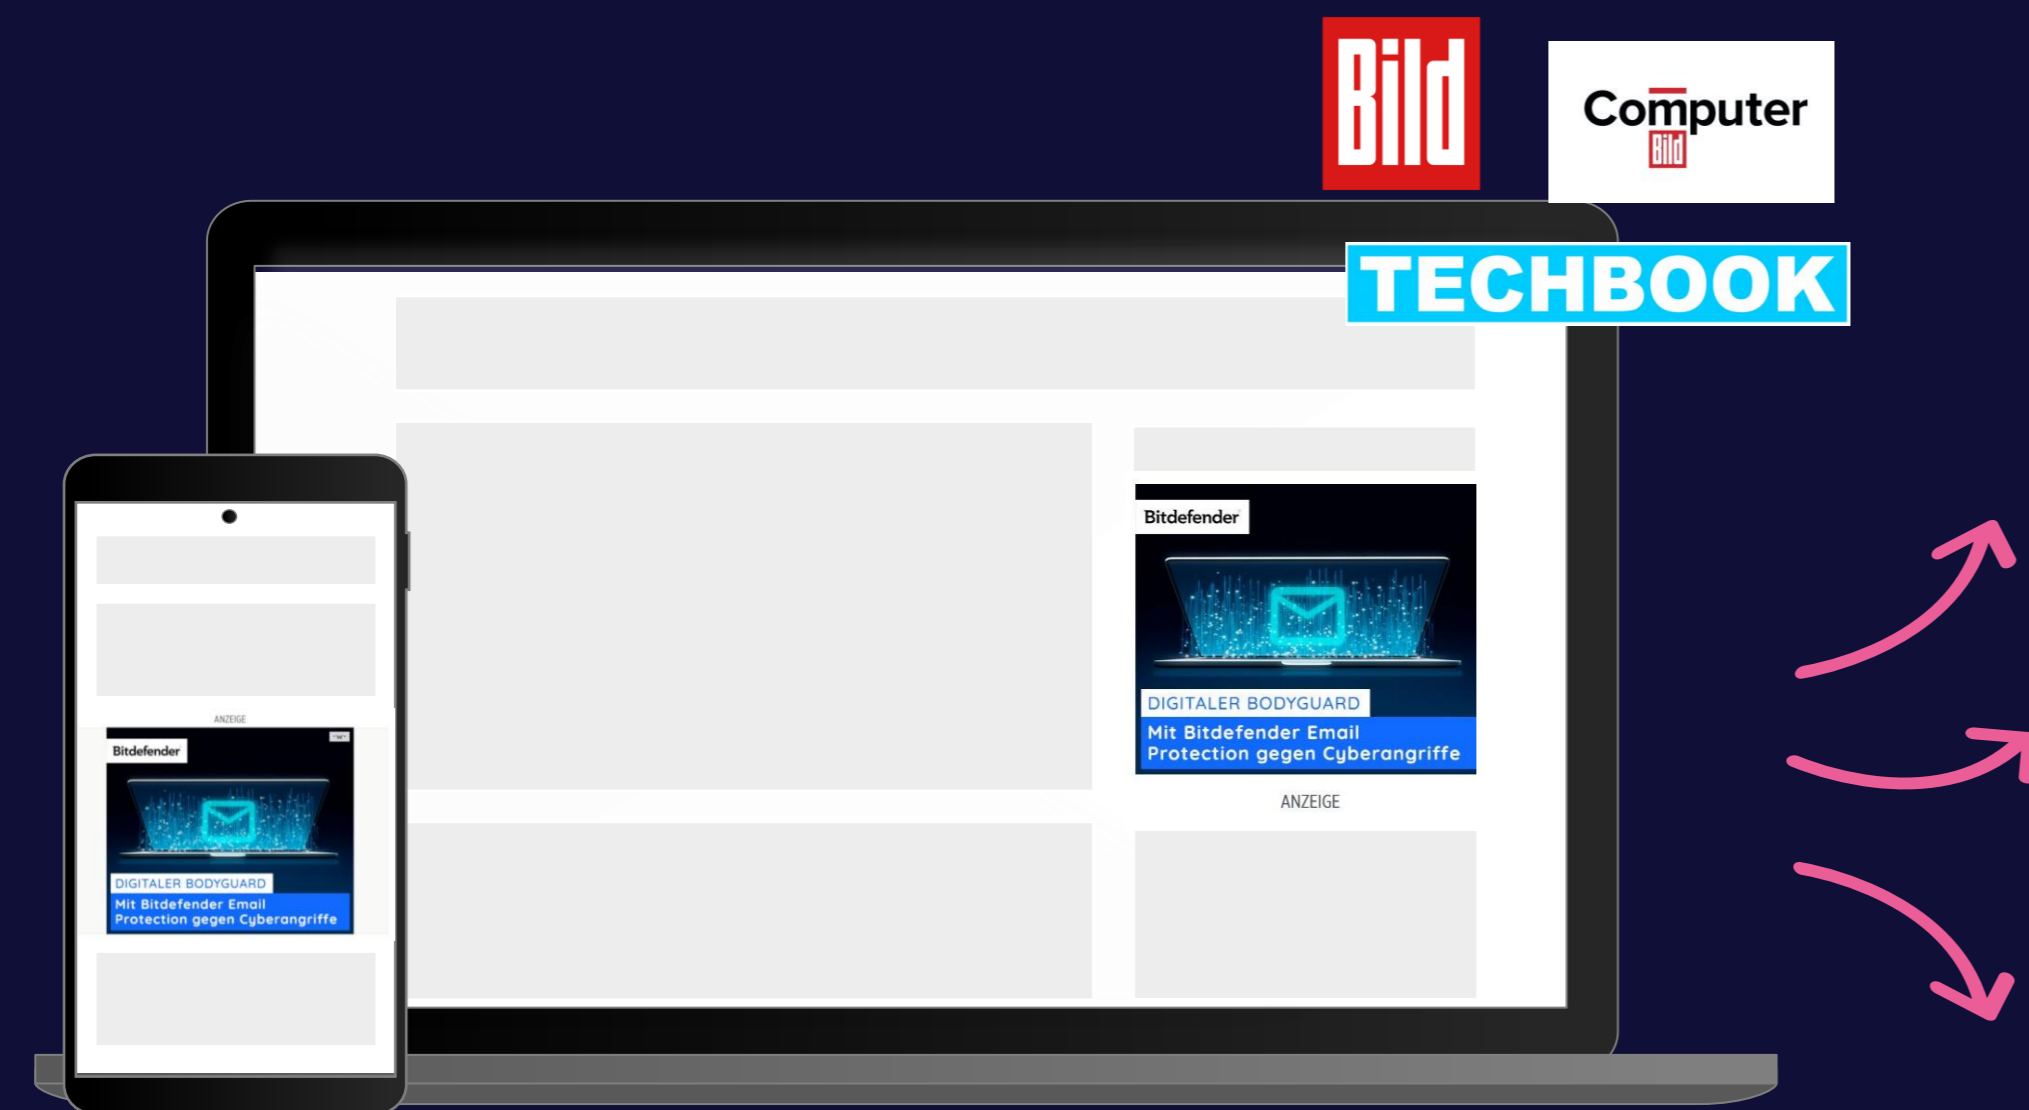 Bild
Computer
Bild
TECHBOOK
Bitdefender
DIGITALER BODYGUARD
Mit Bitdefender Email
Protection gegen Cyberangriffe
ANZEIGE
ANZEIGE
Bitdefender
DIGITALER BODYGUARD
Mit Bitdefender Email
Protection gegen Cyberangriffe